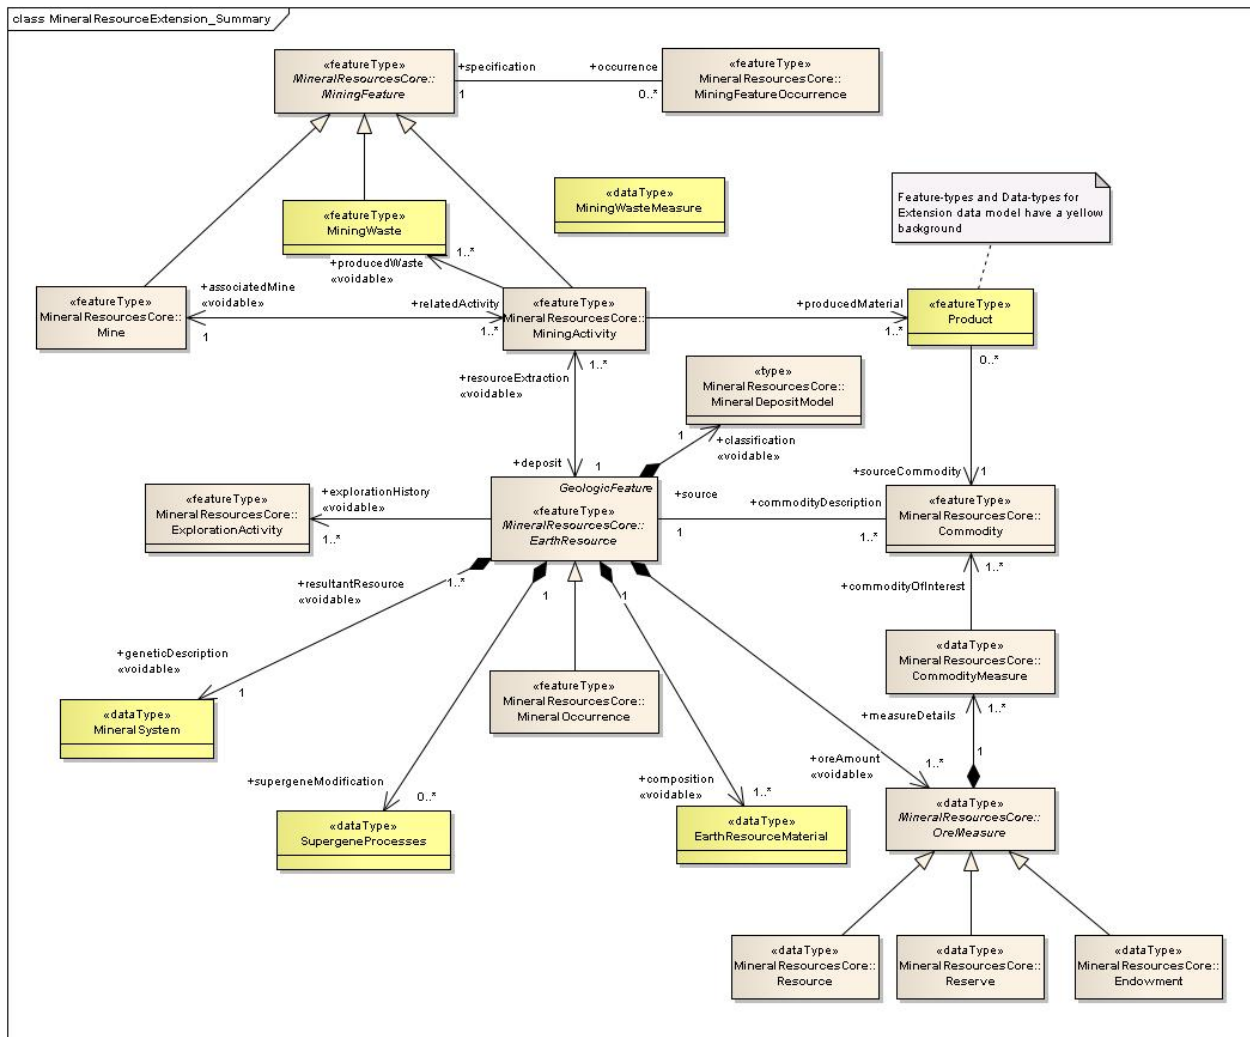 class MineralResourceExtension_Summary
«featureType»
MineralResourcesCore::
MiningFeature
+specification
1
+occurrence
0..*
«featureType»
MineralResourcesCore::
MiningFeatureOccurrence
«dataType»
MiningWasteMeasure
Feature-types and Data-types for
Extension data model have a yellow
background
«featureType»
MiningWaste
1..*
+producedWaste
«voidable»
«featureType»
MineralResourcesCore::
Mine
+associatedMine
«voidable»
1
+relatedActivity
1..*
«featureType»
MineralResourcesCore::
MiningActivity
+producedMaterial
1..*
«featureType»
Product
0..*
+resourceExtraction
«voidable»
1..*
«type»
MineralResourcesCore::
MineralDepositModel
1
+classification
«voidable»
+deposit
1
+sourceCommodity
1
«featureType»
MineralResourcesCore::
ExplorationActivity
+explorationHistory
«voidable»
1..*
GeologicFeature
«featureType»
MineralResourcesCore::
EarthResource
+source
1
+commodityDescription
1..*
«featureType»
MineralResourcesCore::
Commodity
+resultantResource
«voidable»
1..*
1
1
1..*
+commodityOfInterest
+geneticDescription
«voidable»
1
«dataType»
MineralSystem
«featureType»
MineralResourcesCore::
MineralOccurrence
«dataType»
MineralResourcesCore::
CommodityMeasure
+measureDetails
1..*
1
+supergeneModification
0..*
+composition
«voidable»
1..*
+oreAmount
«voidable»
1..*
«dataType»
SupergeneProcesses
«dataType»
EarthResourceMaterial
«dataType»
MineralResourcesCore::
OreMeasure
«dataType»
MineralResourcesCore::
Resource
«dataType»
MineralResourcesCore::
Reserve
«dataType»
MineralResourcesCore::
Endowment